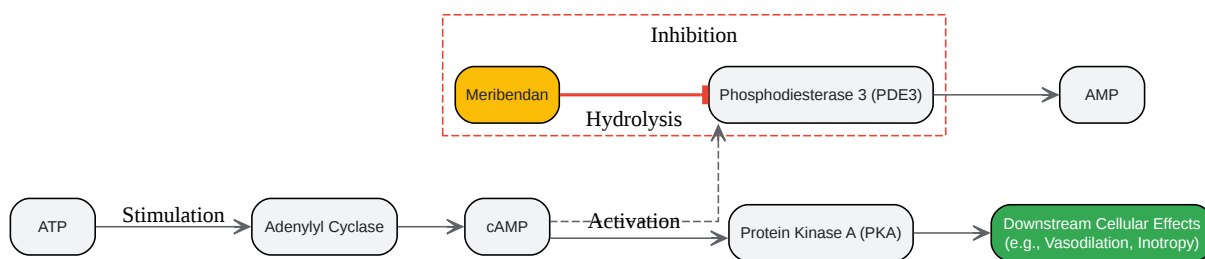 Inhibition
Meribendan
Phosphodiesterase 3 (PDE3)
AMP
Hydrolysis
ATP
Stimulation
Adenylyl Cyclase
cAMP
Activation
Protein Kinase A (PKA)
Downstream Cellular Effects
(e.g., Vasodilation, Inotropy)